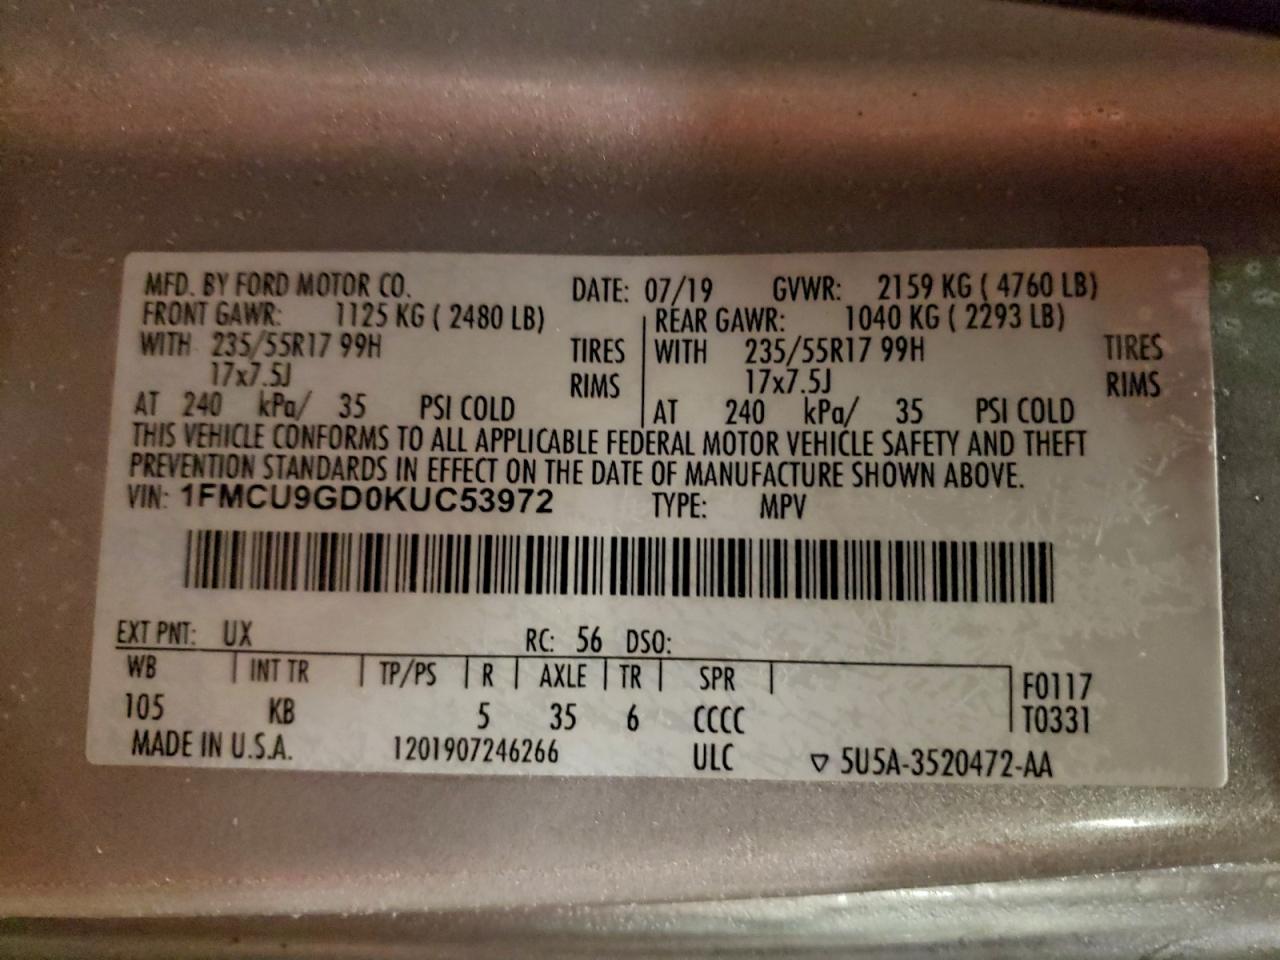 MFD. BY FORD MOTOR CO. DATE: 07/19 GVWR: 2159 KG ( 4760 LB)
FRONT GAWR: 1125 KG ( 2480 LB) REAR GAWR: 1040 KG ( 2293 LB)
WITH 235/55R17 99H TIRES WITH 235/55R17 99H TIRES
17x7.5J RIMS 17x7.5J RIMS
AT 240 kPa/ 35 PSI COLD AT 240 kPa/ 35 PSI COLD
THIS VEHICLE CONFORMS TO ALL APPLICABLE FEDERAL MOTOR VEHICLE SAFETY AND THEFT
PREVENTION STANDARDS IN EFFECT ON THE DATE OF MANUFACTURE SHOWN ABOVE.
VIN: 1FMCU9GD0KUC53972 TYPE: MPV
EXT PNT: UX RC: 56 DSO:
WB INT TR TP/PS R AXLE TR SPR F0117
105 KB 5 35 6 CCCC T0331
MADE IN U.S.A. 1201907246266 ULC ▽ 5U5A-3520472-AA